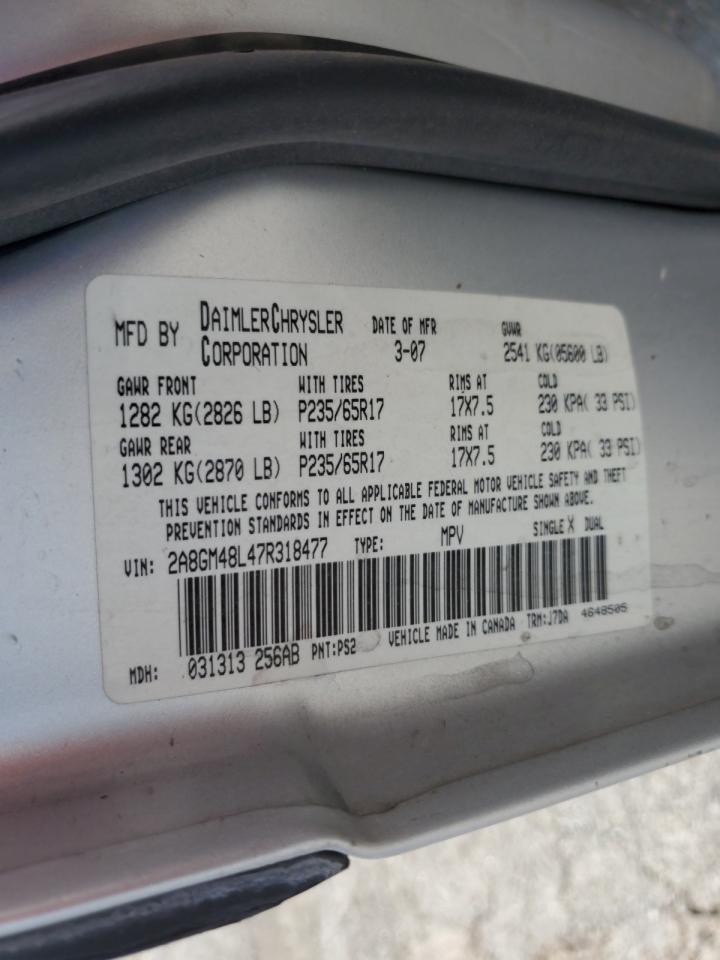 MFD BY DAIMLERCHRYSLER CORPORATION DATE OF MFR 3-07 GVWR 2541 KG(05600 LB)
GAWR FRONT WITH TIRES RIMS AT COLD
1282 KG(2826 LB) P235/65R17 17X7.5 230 KPA( 33 PSI)
GAWR REAR WITH TIRES RIMS AT COLD
1302 KG(2870 LB) P235/65R17 17X7.5 230 KPA( 33 PSI)
THIS VEHICLE CONFORMS TO ALL APPLICABLE FEDERAL MOTOR VEHICLE SAFETY AND THEFT
PREVENTION STANDARDS IN EFFECT ON THE DATE OF MANUFACTURE SHOWN ABOVE.
VIN: 2A8GM48L47R318477 TYPE: MPV SINGLE X DUAL
MDH: 031313 256AB PNT:PS2 VEHICLE MADE IN CANADA TRM:J7DA 4648505